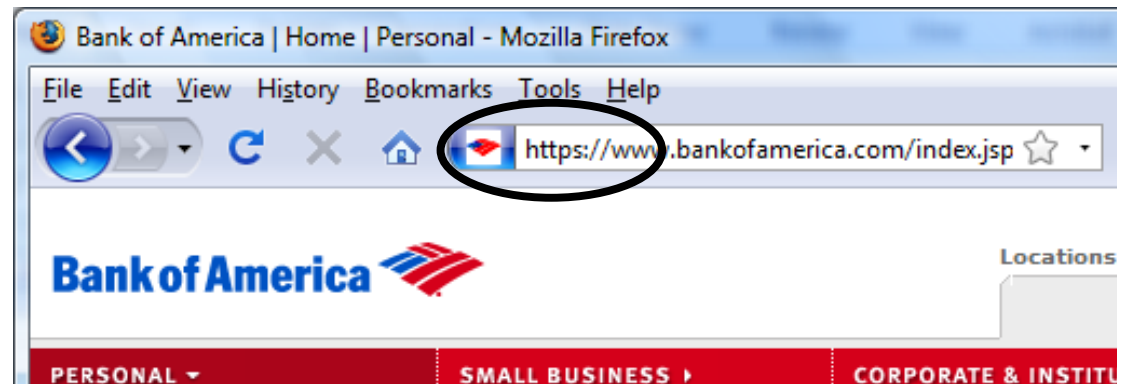 Bank of America | Home | Personal - Mozilla Firefox
File Edit View History Bookmarks Tools Help
https://www.bankofamerica.com/index.jsp
Bank of America
Locations
PERSONAL SMALL BUSINESS CORPORATE & INSTITU